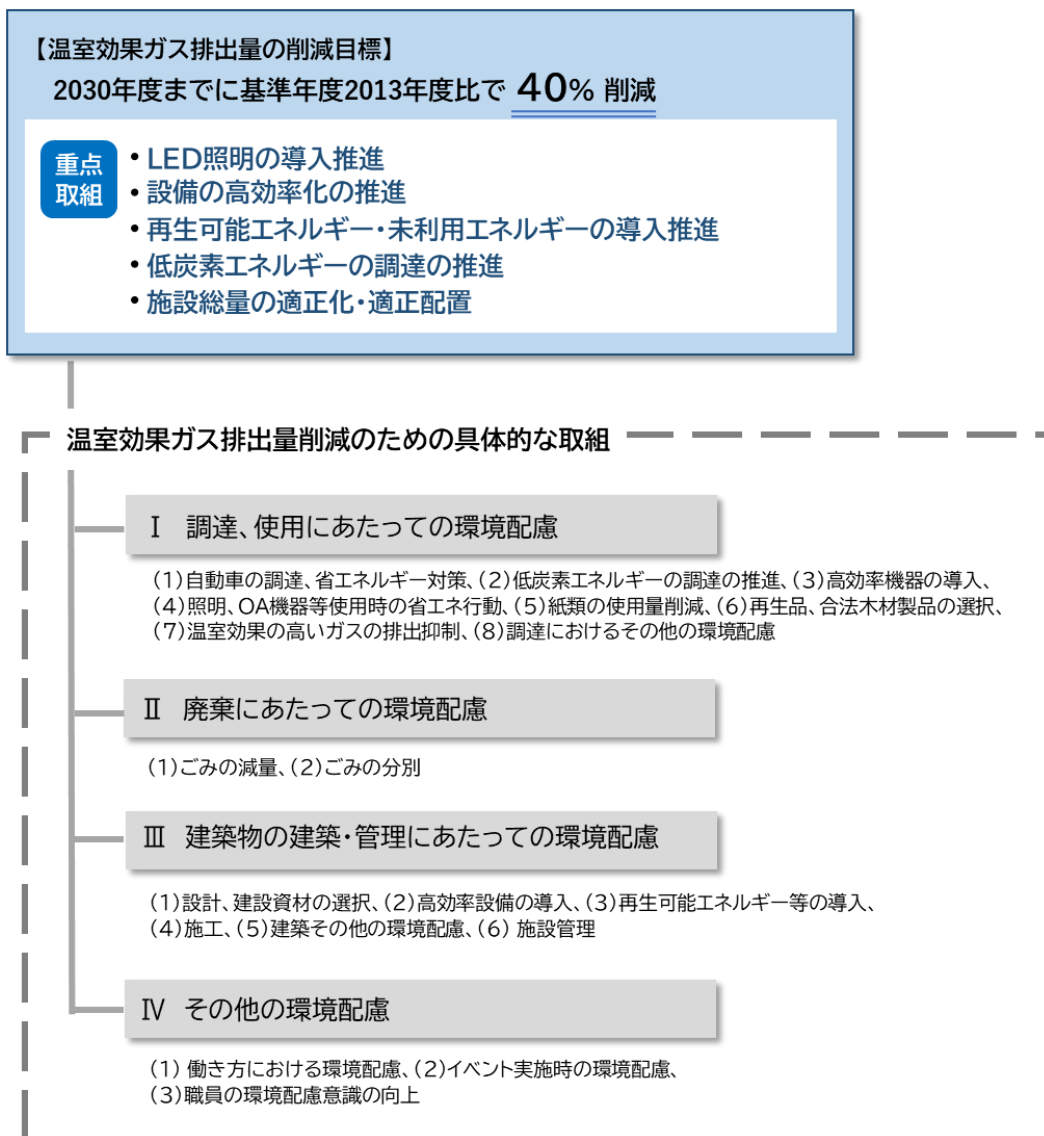 【温室効果ガス排出量の削減目標】
2030年度までに基準年度2013年度比で 40% 削減
重点
取組
・LED照明の導入推進
・設備の高効率化の推進
・再生可能エネルギー・未利用エネルギーの導入推進
・低炭素エネルギーの調達の推進
・施設総量の適正化・適正配置
温室効果ガス排出量削減のための具体的な取組
Ⅰ 調達、使用にあたっての環境配慮
（1）自動車の調達、省エネルギー対策、（2）低炭素エネルギーの調達の推進、（3）高効率機器の導入、
（4）照明、OA機器等使用時の省エネ行動、（5）紙類の使用量削減、（6）再生品、合法木材製品の選択、
（7）温室効果の高いガスの排出抑制、（8）調達におけるその他の環境配慮
Ⅱ 廃棄にあたっての環境配慮
（1）ごみの減量、（2）ごみの分別
Ⅲ 建築物の建築・管理にあたっての環境配慮
（1）設計、建設資材の選択、（2）高効率設備の導入、（3）再生可能エネルギー等の導入、
（4）施工、（5）建築その他の環境配慮、（6） 施設管理
Ⅳ その他の環境配慮
（1） 働き方における環境配慮、（2）イベント実施時の環境配慮、
（3）職員の環境配慮意識の向上